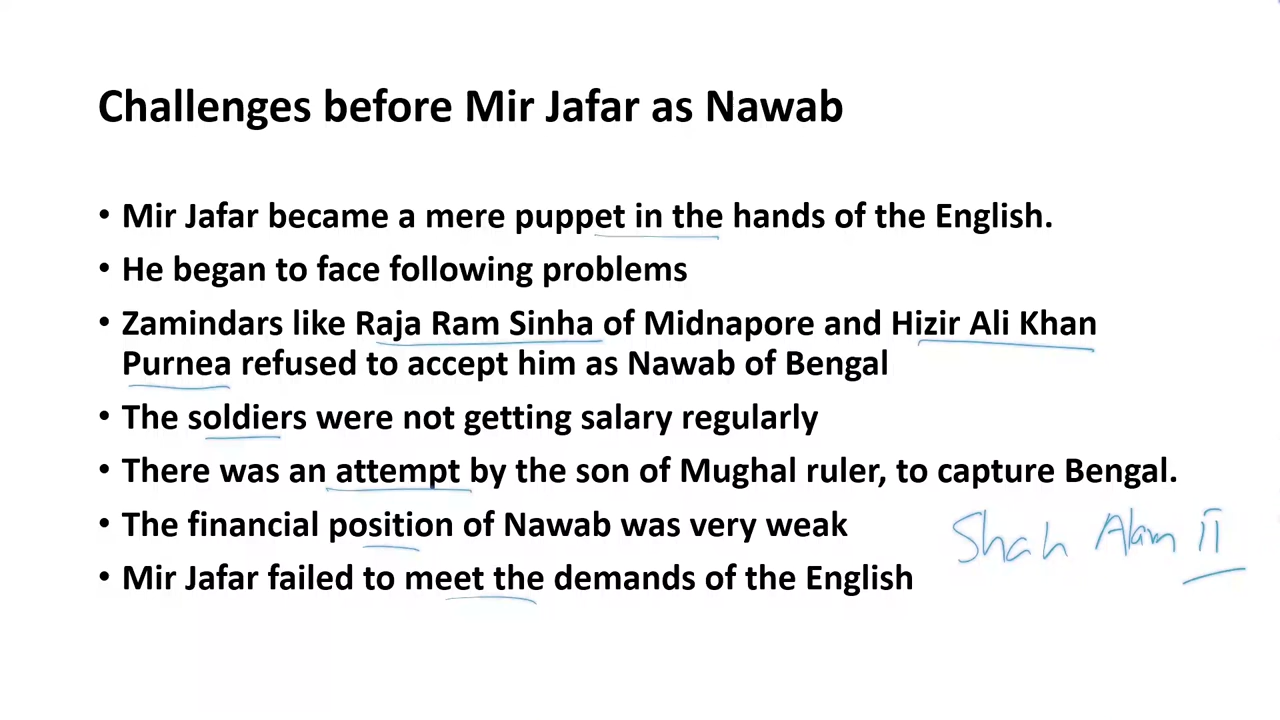 Challenges before Mir Jafar as Nawab
• Mir Jafar became a mere puppet in the hands of the English.
• He began to face following problems
• Zamindars like Raja Ram Sinha of Midnapore and Hizir Ali Khan
Purnea refused to accept him as Nawab of Bengal
• The soldiers were not getting salary regularly
• There was an attempt by the son of Mughal ruler, to capture Bengal.
• The financial position of Nawab was very weak
Shah Alam II
• Mir Jafar failed to meet the demands of the English